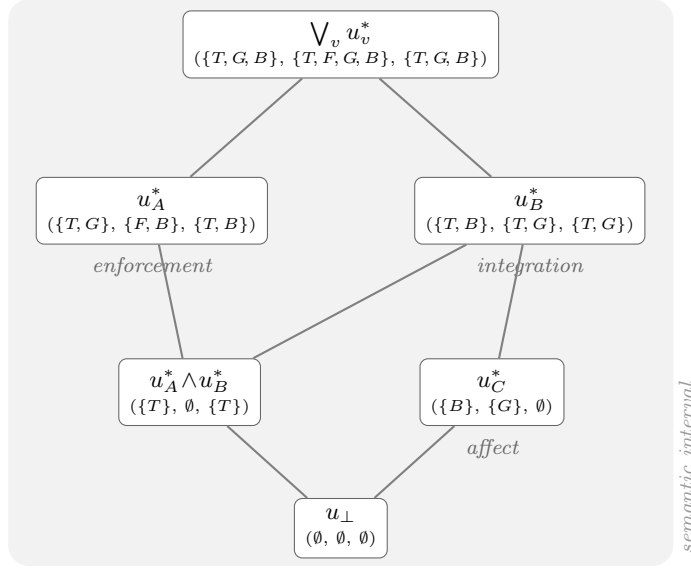 ⋁_v u*_v
({T, G, B}, {T, F, G, B}, {T, G, B})
u*_A
({T, G}, {F, B}, {T, B})
u*_B
({T, B}, {T, G}, {T, G})
enforcement
integration
u*_A ∧ u*_B
({T}, ∅, {T})
u*_C
({B}, {G}, ∅)
affect
u_⊥
(∅, ∅, ∅)
semantic interval